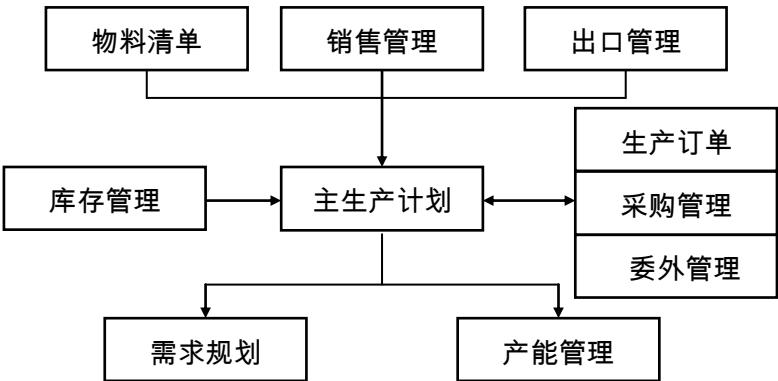 物料清单
销售管理
出口管理
生产订单
库存管理
主生产计划
采购管理
委外管理
需求规划
产能管理